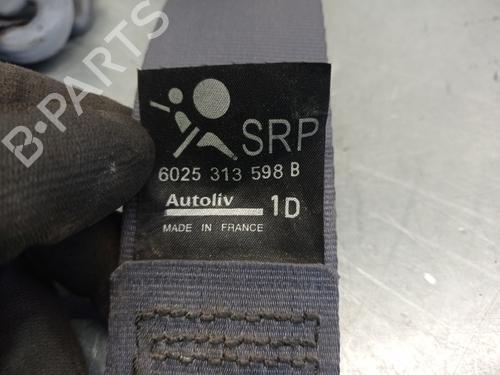 B-PARTS
SRP
6025 313 598 B
Autoliv 1D
MADE IN FRANCE